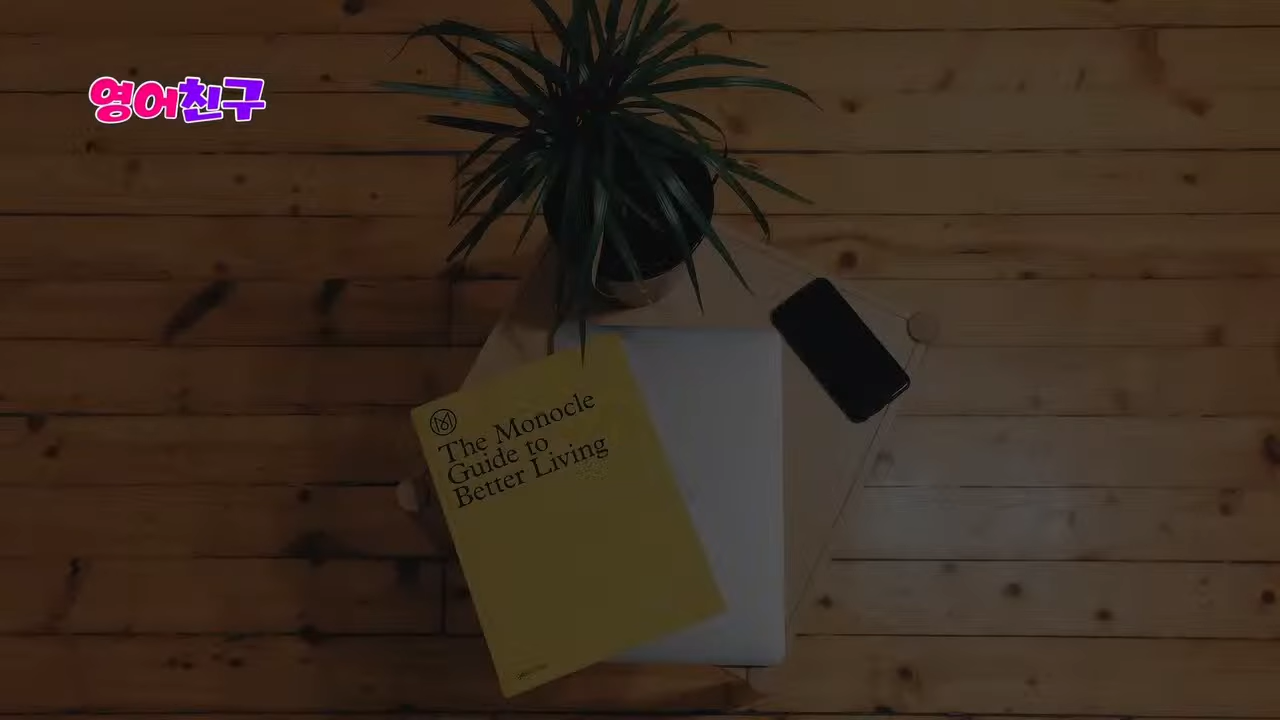 영어친구
The Monocle
Guide to
Better Living